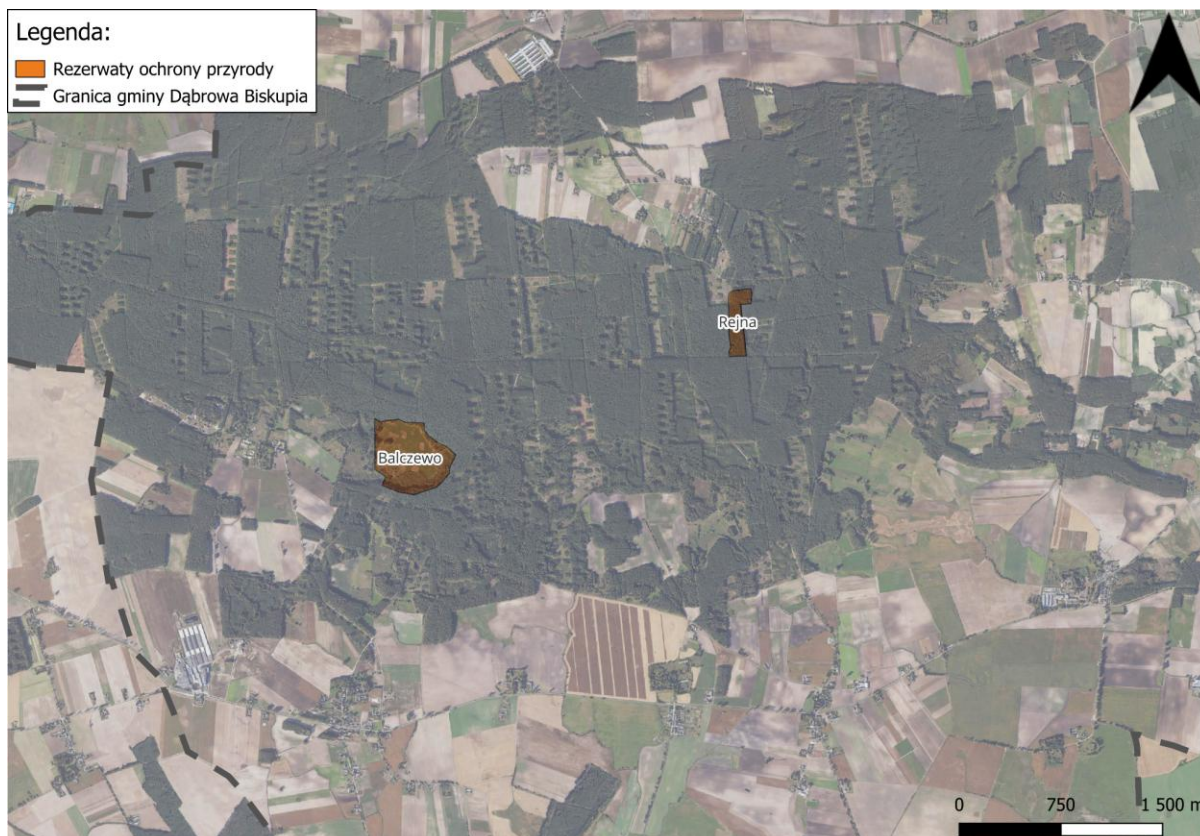 Legenda:
Rezerwaty ochrony przyrody
Granica gminy Dąbrowa Biskupia
Rejna
Balczewo
0 750 1 500 m